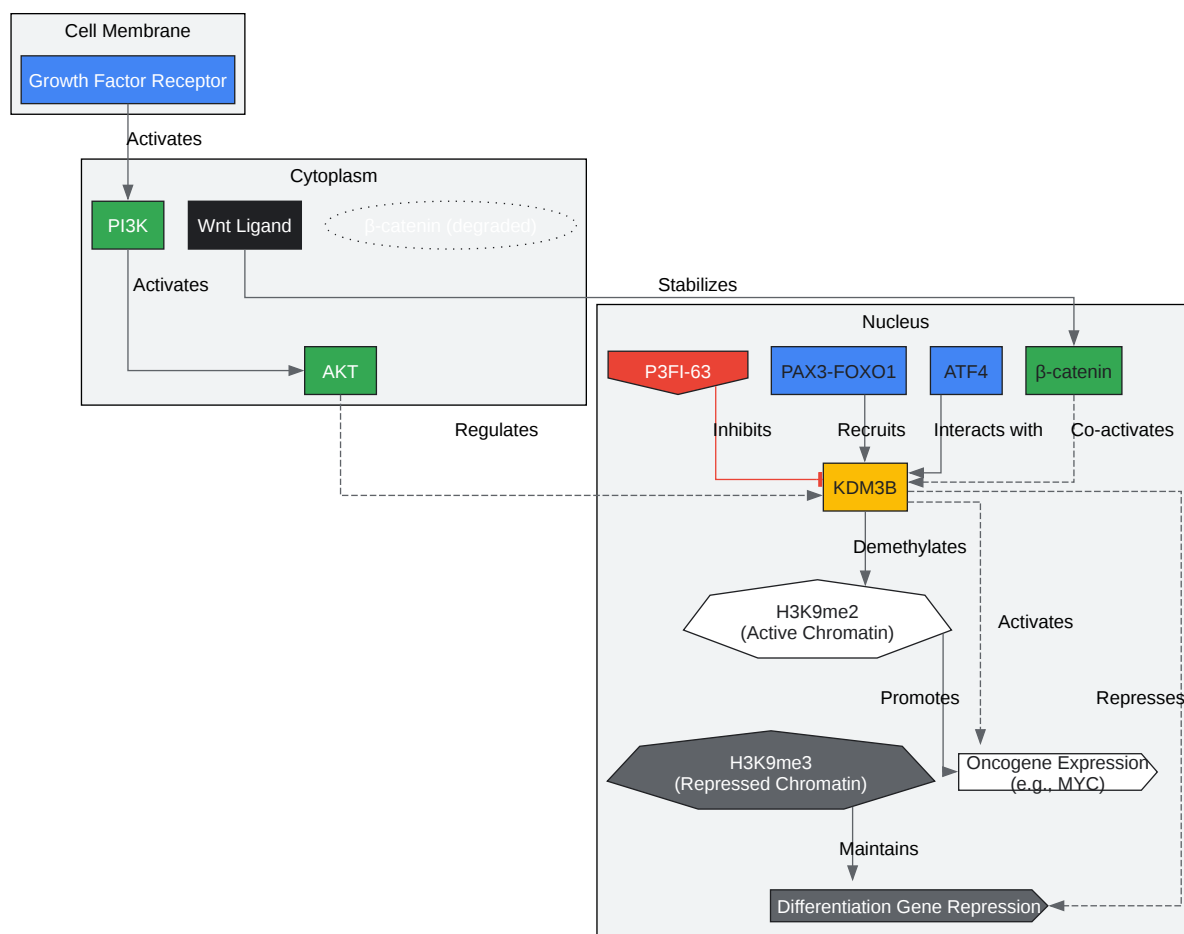 Cell Membrane
Growth Factor Receptor
Activates
Cytoplasm
PI3K
Wnt Ligand
β-catenin (degraded)
Activates
Stabilizes
AKT
Regulates
Nucleus
P3FI-63
PAX3-FOXO1
ATF4
β-catenin
Inhibits
Recruits
Interacts with
Co-activates
KDM3B
Demethylates
H3K9me2
(Active Chromatin)
Activates
Promotes
Represses
H3K9me3
(Repressed Chromatin)
Oncogene Expression
(e.g., MYC)
Maintains
Differentiation Gene Repression